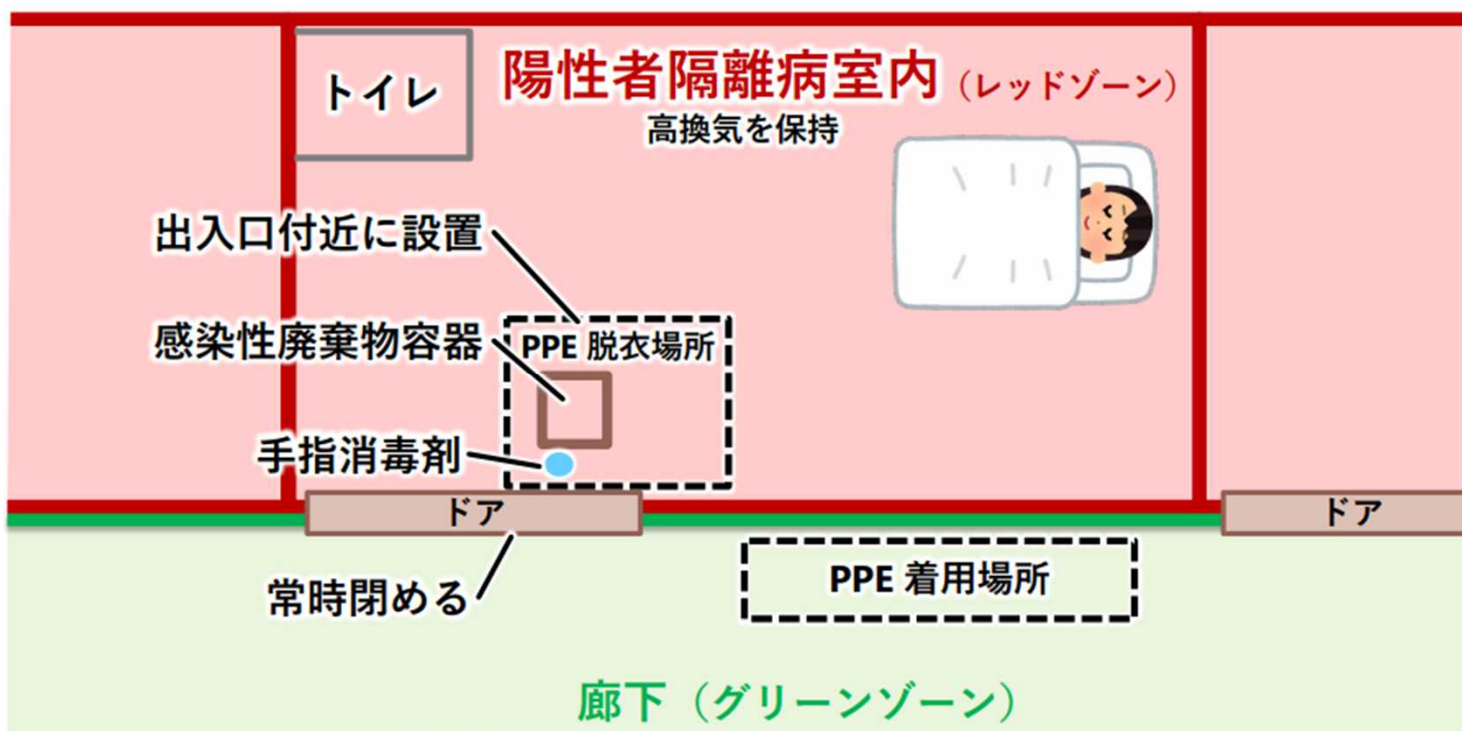 トイレ
陽性者隔離病室内（レッドゾーン）
高換気を保持
出入口付近に設置
感染性廃棄物容器
PPE 脱衣場所
手指消毒剤
ドア
ドア
常時閉める
PPE 着用場所
廊下（グリーンゾーン）